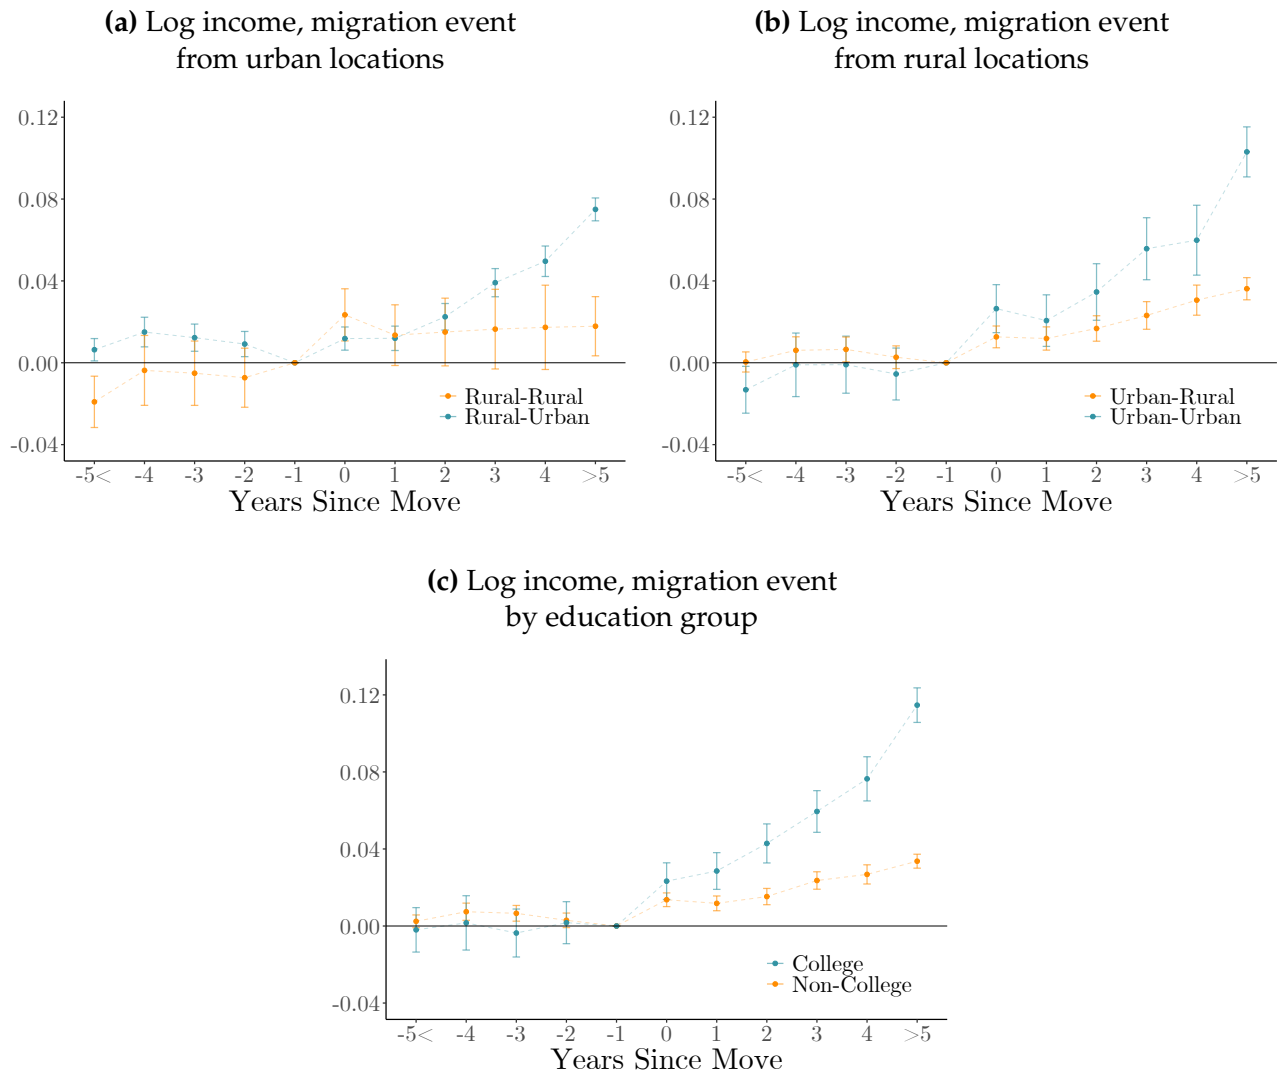 (a) Log income, migration event
from urban locations
0.12
0.08
0.04
0.00
-0.04
Rural-Rural
Rural-Urban
-5< -4 -3 -2 -1 0 1 2 3 4 >5
Years Since Move
(b) Log income, migration event
from rural locations
0.12
0.08
0.04
0.00
-0.04
Urban-Rural
Urban-Urban
-5< -4 -3 -2 -1 0 1 2 3 4 >5
Years Since Move
(c) Log income, migration event
by education group
0.12
0.08
0.04
0.00
-0.04
College
Non-College
-5< -4 -3 -2 -1 0 1 2 3 4 >5
Years Since Move